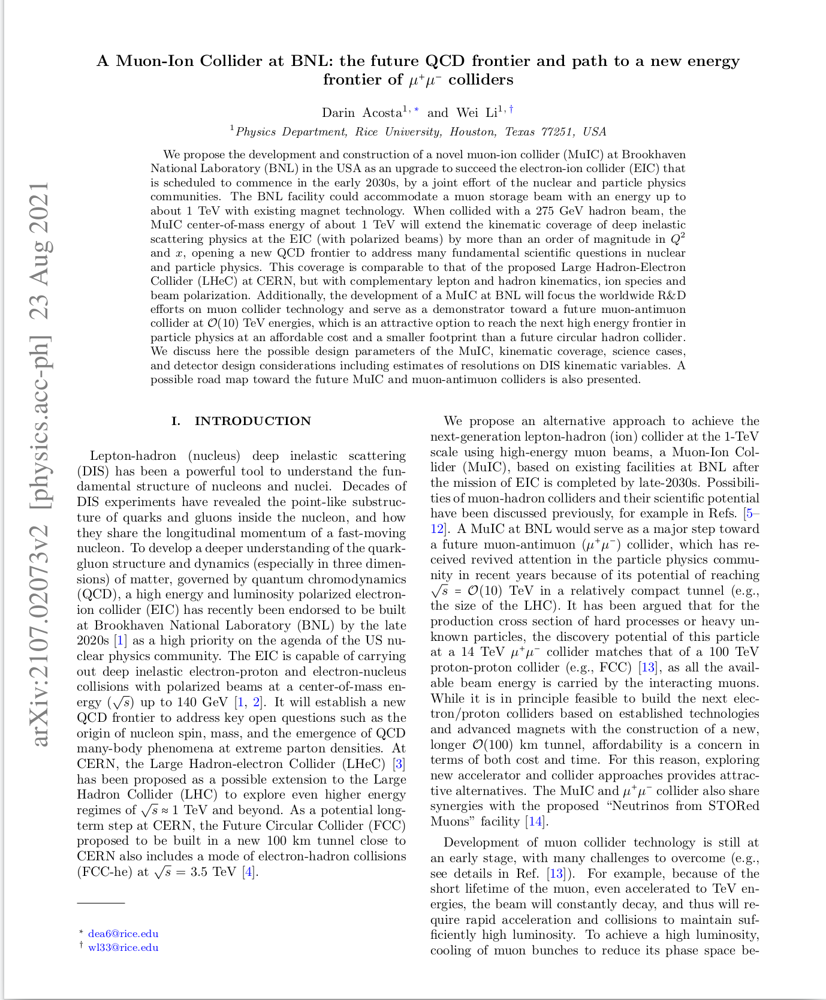 A Muon-Ion Collider at BNL: the future QCD frontier and path to a new energy
frontier of μ⁺μ⁻ colliders
Darin Acosta¹, * and Wei Li¹, †
¹Physics Department, Rice University, Houston, Texas 77251, USA
We propose the development and construction of a novel muon-ion collider (MuIC) at Brookhaven
National Laboratory (BNL) in the USA as an upgrade to succeed the electron-ion collider (EIC) that
is scheduled to commence in the early 2030s, by a joint effort of the nuclear and particle physics
communities. The BNL facility could accommodate a muon storage beam with an energy up to
about 1 TeV with existing magnet technology. When collided with a 275 GeV hadron beam, the
MuIC center-of-mass energy of about 1 TeV will extend the kinematic coverage of deep inelastic
scattering physics at the EIC (with polarized beams) by more than an order of magnitude in Q²
and x, opening a new QCD frontier to address many fundamental scientific questions in nuclear
and particle physics. This coverage is comparable to that of the proposed Large Hadron-Electron
Collider (LHeC) at CERN, but with complementary lepton and hadron kinematics, ion species and
beam polarization. Additionally, the development of a MuIC at BNL will focus the worldwide R&D
efforts on muon collider technology and serve as a demonstrator toward a future muon-antimuon
collider at 𝒪(10) TeV energies, which is an attractive option to reach the next high energy frontier in
particle physics at an affordable cost and a smaller footprint than a future circular hadron collider.
We discuss here the possible design parameters of the MuIC, kinematic coverage, science cases,
and detector design considerations including estimates of resolutions on DIS kinematic variables. A
possible road map toward the future MuIC and muon-antimuon colliders is also presented.
arXiv:2107.02073v2 [physics.acc-ph] 23 Aug 2021
I. INTRODUCTION
Lepton-hadron (nucleus) deep inelastic scattering
(DIS) has been a powerful tool to understand the fun-
damental structure of nucleons and nuclei. Decades of
DIS experiments have revealed the point-like substruc-
ture of quarks and gluons inside the nucleon, and how
they share the longitudinal momentum of a fast-moving
nucleon. To develop a deeper understanding of the quark-
gluon structure and dynamics (especially in three dimen-
sions) of matter, governed by quantum chromodynamics
(QCD), a high energy and luminosity polarized electron-
ion collider (EIC) has recently been endorsed to be built
at Brookhaven National Laboratory (BNL) by the late
2020s [1] as a high priority on the agenda of the US nu-
clear physics community. The EIC is capable of carrying
out deep inelastic electron-proton and electron-nucleus
collisions with polarized beams at a center-of-mass en-
ergy (√s) up to 140 GeV [1, 2]. It will establish a new
QCD frontier to address key open questions such as the
origin of nucleon spin, mass, and the emergence of QCD
many-body phenomena at extreme parton densities. At
CERN, the Large Hadron-electron Collider (LHeC) [3]
has been proposed as a possible extension to the Large
Hadron Collider (LHC) to explore even higher energy
regimes of √s ≈ 1 TeV and beyond. As a potential long-
term step at CERN, the Future Circular Collider (FCC)
proposed to be built in a new 100 km tunnel close to
CERN also includes a mode of electron-hadron collisions
(FCC-he) at √s = 3.5 TeV [4].
* dea6@rice.edu
† wl33@rice.edu
We propose an alternative approach to achieve the
next-generation lepton-hadron (ion) collider at the 1-TeV
scale using high-energy muon beams, a Muon-Ion Col-
lider (MuIC), based on existing facilities at BNL after
the mission of EIC is completed by late-2030s. Possibili-
ties of muon-hadron colliders and their scientific potential
have been discussed previously, for example in Refs. [5–
12]. A MuIC at BNL would serve as a major step toward
a future muon-antimuon (μ⁺μ⁻) collider, which has re-
ceived revived attention in the particle physics commu-
nity in recent years because of its potential of reaching
√s = 𝒪(10) TeV in a relatively compact tunnel (e.g.,
the size of the LHC). It has been argued that for the
production cross section of hard processes or heavy un-
known particles, the discovery potential of this particle
at a 14 TeV μ⁺μ⁻ collider matches that of a 100 TeV
proton-proton collider (e.g., FCC) [13], as all the avail-
able beam energy is carried by the interacting muons.
While it is in principle feasible to build the next elec-
tron/proton colliders based on established technologies
and advanced magnets with the construction of a new,
longer 𝒪(100) km tunnel, affordability is a concern in
terms of both cost and time. For this reason, exploring
new accelerator and collider approaches provides attrac-
tive alternatives. The MuIC and μ⁺μ⁻ collider also share
synergies with the proposed “Neutrinos from STORed
Muons” facility [14].
Development of muon collider technology is still at
an early stage, with many challenges to overcome (e.g.,
see details in Ref. [13]). For example, because of the
short lifetime of the muon, even accelerated to TeV en-
ergies, the beam will constantly decay, and thus will re-
quire rapid acceleration and collisions to maintain suf-
ficiently high luminosity. To achieve a high luminosity,
cooling of muon bunches to reduce its phase space be-